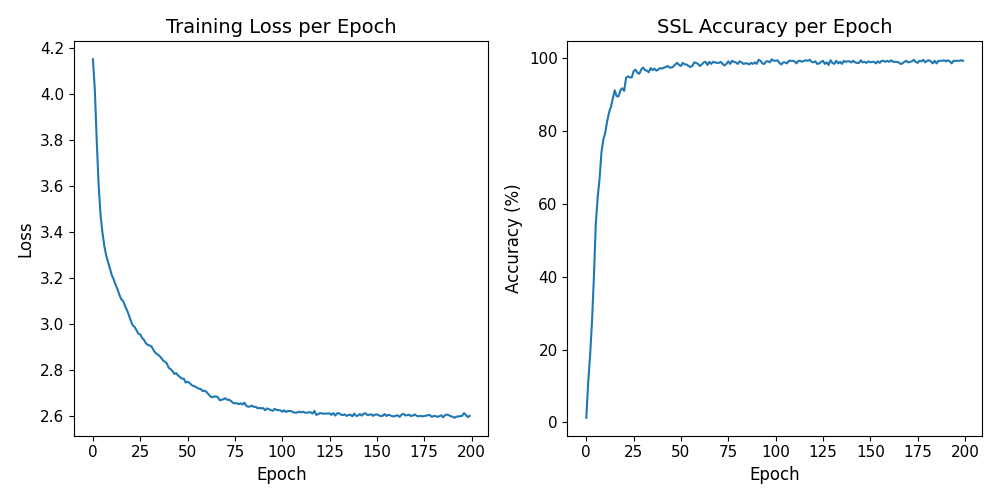 Training Loss per Epoch
4.2
4.0
3.8
3.6
3.4
3.2
3.0
2.8
2.6
Loss
0 25 50 75 100 125 150 175 200
Epoch
SSL Accuracy per Epoch
100
80
60
40
20
0
Accuracy (%)
0 25 50 75 100 125 150 175 200
Epoch